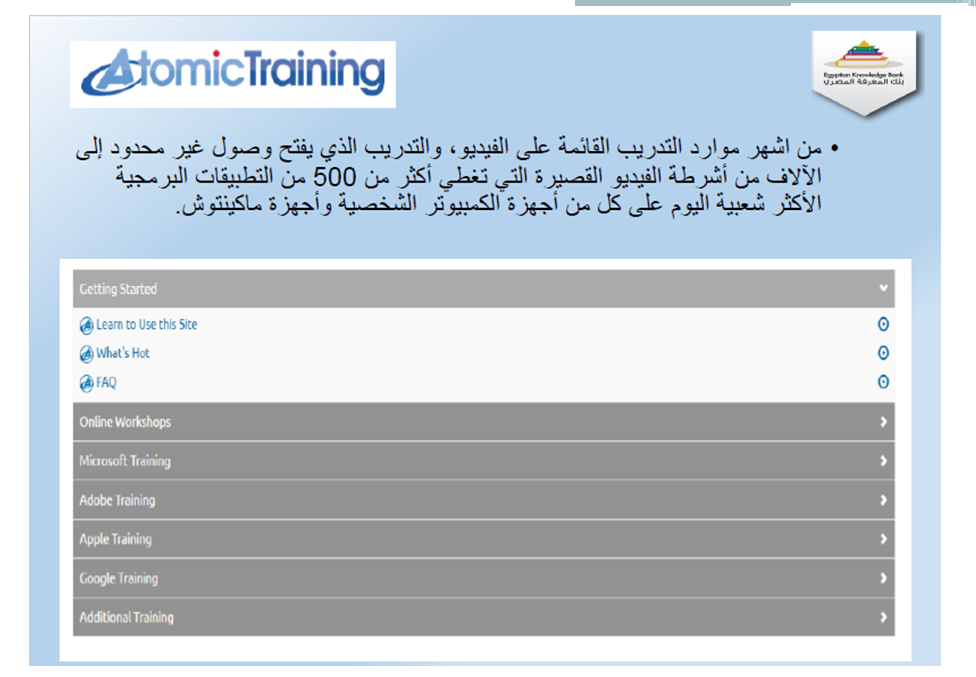 AtomicTraining
Egyptian Knowledge Bank
بنك المعرفة المصري
• من اشهر موارد التدريب القائمة على الفيديو، والتدريب الذي يفتح وصول غير محدود إلى
الآلاف من أشرطة الفيديو القصيرة التي تغطي أكثر من 500 من التطبيقات البرمجية
الأكثر شعبية اليوم على كل من أجهزة الكمبيوتر الشخصية وأجهزة ماكينتوش.
Getting Started
Learn to Use this Site
What's Hot
FAQ
Online Workshops
Microsoft Training
Adobe Training
Apple Training
Google Training
Additional Training